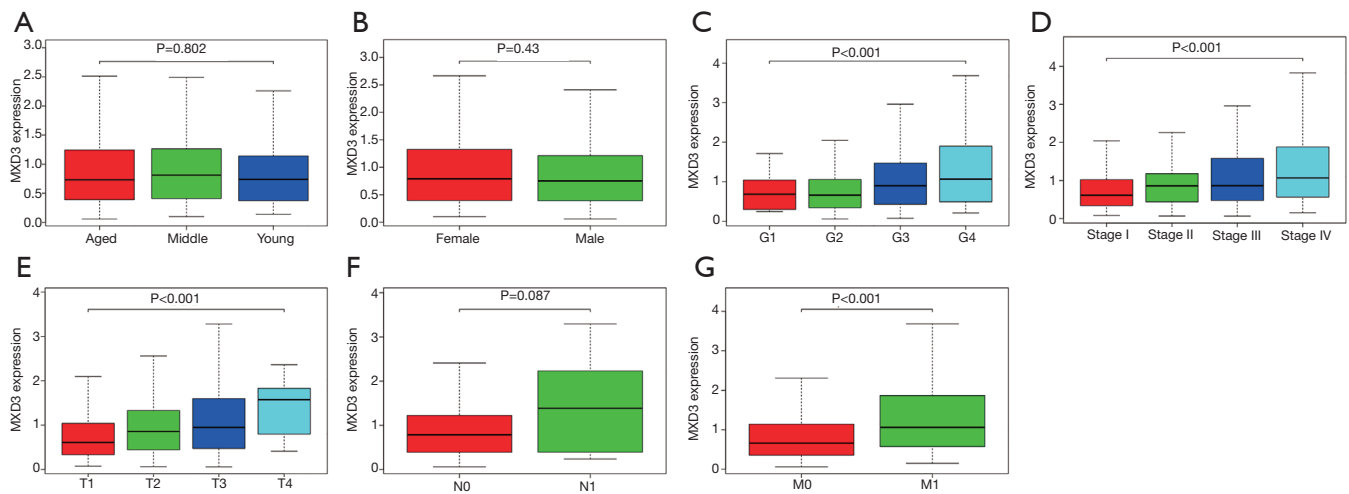 A
MXD3 expression
3.0
2.5
2.0
1.5
1.0
0.5
0.0
P=0.802
Aged Middle Young
B
MXD3 expression
3.0
2.5
2.0
1.5
1.0
0.5
0.0
P=0.43
Female Male
C
MXD3 expression
4
3
2
1
0
P<0.001
G1 G2 G3 G4
D
MXD3 expression
4
3
2
1
0
P<0.001
Stage I Stage II Stage III Stage IV
E
MXD3 expression
4
3
2
1
0
P<0.001
T1 T2 T3 T4
F
MXD3 expression
4
3
2
1
0
P=0.087
N0 N1
G
MXD3 expression
4
3
2
1
0
P<0.001
M0 M1